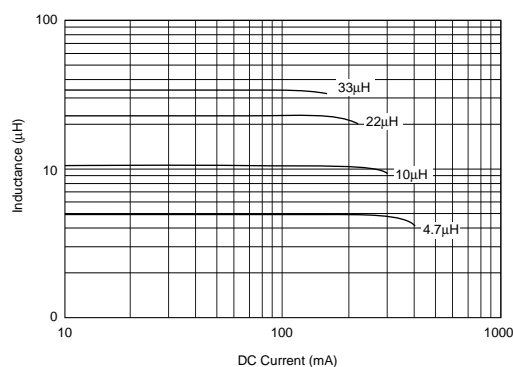 100
33μH
22μH
Inductance (μH)
10
10μH
4.7μH
0
10
100
1000
DC Current (mA)